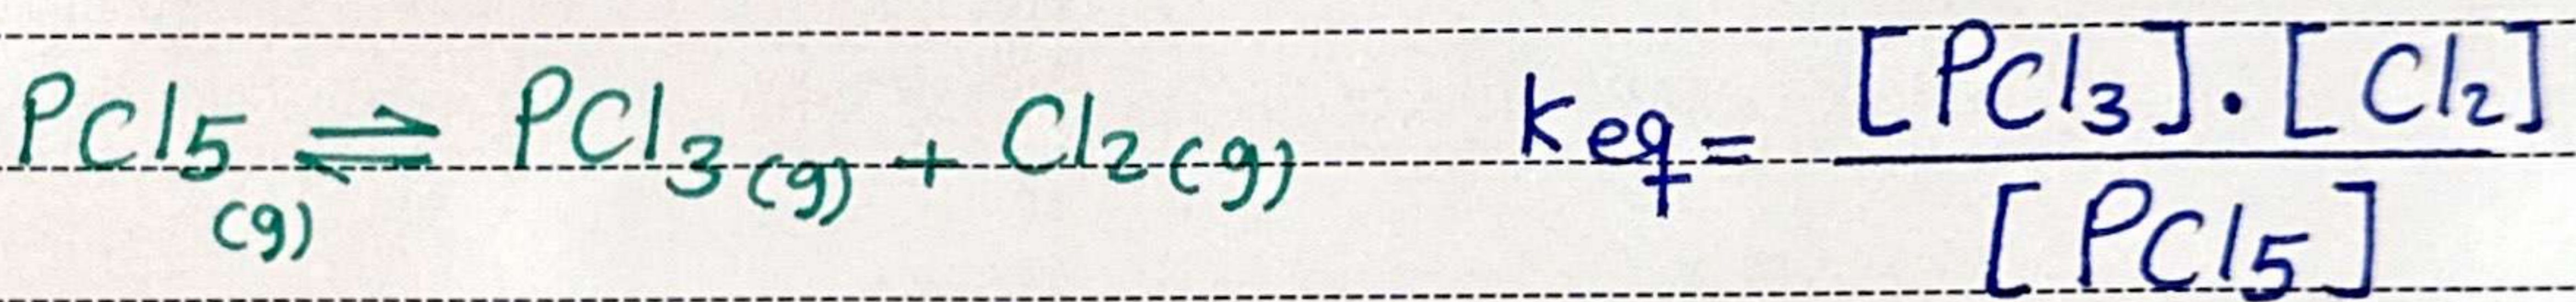 PCl5(g) ⇌ PCl3(g) + Cl2(g) Keq = [PCl3].[Cl2] / [PCl5]